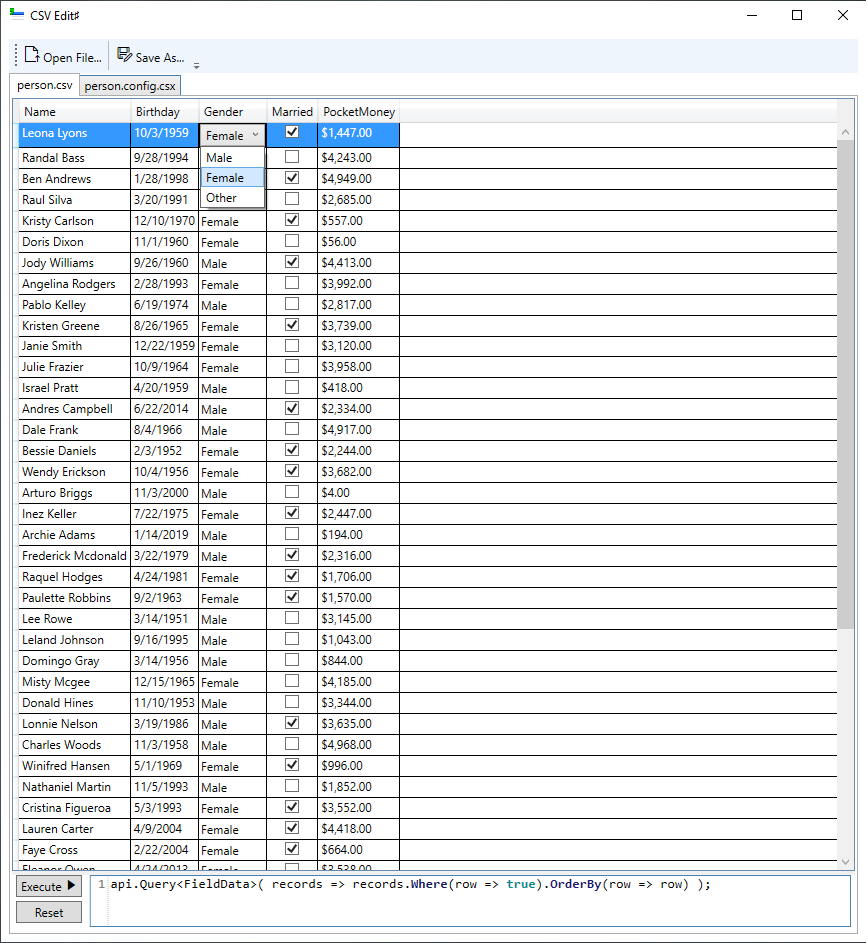 CSV Edit♯
Open File... Save As...
person.csv person.config.csx
Name Birthday Gender Married PocketMoney
Leona Lyons 10/3/1959 Female $1,447.00
Randal Bass 9/28/1994 Male $4,243.00
Ben Andrews 1/28/1998 Female $4,949.00
Raul Silva 3/20/1991 Other $2,685.00
Kristy Carlson 12/10/1970 Female $557.00
Doris Dixon 11/1/1960 Female $56.00
Jody Williams 9/26/1960 Male $4,413.00
Angelina Rodgers 2/28/1993 Female $3,992.00
Pablo Kelley 6/19/1974 Male $2,817.00
Kristen Greene 8/26/1965 Female $3,739.00
Janie Smith 12/22/1959 Female $3,120.00
Julie Frazier 10/9/1964 Female $3,958.00
Israel Pratt 4/20/1959 Male $418.00
Andres Campbell 6/22/2014 Male $2,334.00
Dale Frank 8/4/1966 Male $4,917.00
Bessie Daniels 2/3/1952 Female $2,244.00
Wendy Erickson 10/4/1956 Female $3,682.00
Arturo Briggs 11/3/2000 Male $4.00
Inez Keller 7/22/1975 Female $2,447.00
Archie Adams 1/14/2019 Male $194.00
Frederick Mcdonald 3/22/1979 Male $2,316.00
Raquel Hodges 4/24/1981 Female $1,706.00
Paulette Robbins 9/2/1963 Female $1,570.00
Lee Rowe 3/14/1951 Male $3,145.00
Leland Johnson 9/16/1995 Male $1,043.00
Domingo Gray 3/14/1956 Male $844.00
Misty Mcgee 12/15/1965 Female $4,185.00
Donald Hines 11/10/1953 Male $3,344.00
Lonnie Nelson 3/19/1986 Male $3,635.00
Charles Woods 11/3/1958 Male $4,968.00
Winifred Hansen 5/1/1969 Female $996.00
Nathaniel Martin 11/5/1993 Male $1,852.00
Cristina Figueroa 5/3/1993 Female $3,552.00
Lauren Carter 4/9/2004 Female $4,418.00
Faye Cross 2/22/2004 Female $664.00
Eleanor Owen 4/24/2013 Female $3,538.00
Execute 1 api.Query<FieldData>( records => records.Where(row => true).OrderBy(row => row) );
Reset